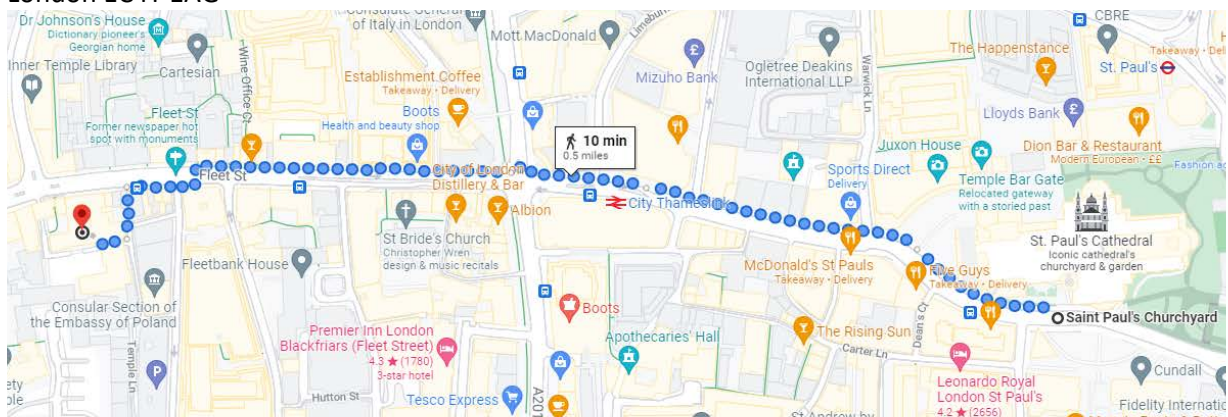 Dr Johnson's House
Dictionary pioneer's
Georgian home
Inner Temple Library
Cartesian
Wine Office Ct
Fleet St
Former newspaper hot
spot with monuments
Fleet St
of Italy in London
Mott MacDonald
Establishment Coffee
Takeaway • Delivery
Boots
Health and beauty shop
City of London
Distillery & Bar
Albion
St Bride's Church
Christopher Wren
design & music recitals
Fleetbank House
Consular Section of
the Embassy of Poland
Temple Ln
P
Premier Inn London
Blackfriars (Fleet Street)
4.3 ★ (1780)
3-star hotel
Hutton St
Tesco Express
A201
Boots
Apothecaries' Hall
10 min
0.5 miles
City Thameslink
Mizuho Bank
Ogletree Deakins
International LLP
Warwick Ln
Sports Direct
Delivery
McDonald's St Pauls
Takeaway • Delivery
Five Guys
Takeaway • Delivery
The Rising Sun
Dean's Ct
Carter Ln
Leonardo Royal
London St Paul's
4.2 ★ (2656)
CBRE
The Happenstance
Takeaway • Deli
St. Paul's
Lloyds Bank
Juxon House
Temple Bar Gate
Relocated gateway
with a storied past
Dion Bar & Restaurant
Modern European • ££
St. Paul's Cathedral
Iconic cathedral's
churchyard & garden
Saint Paul's Churchyard
Cundall
Fidelity Internatio
St Andrew by